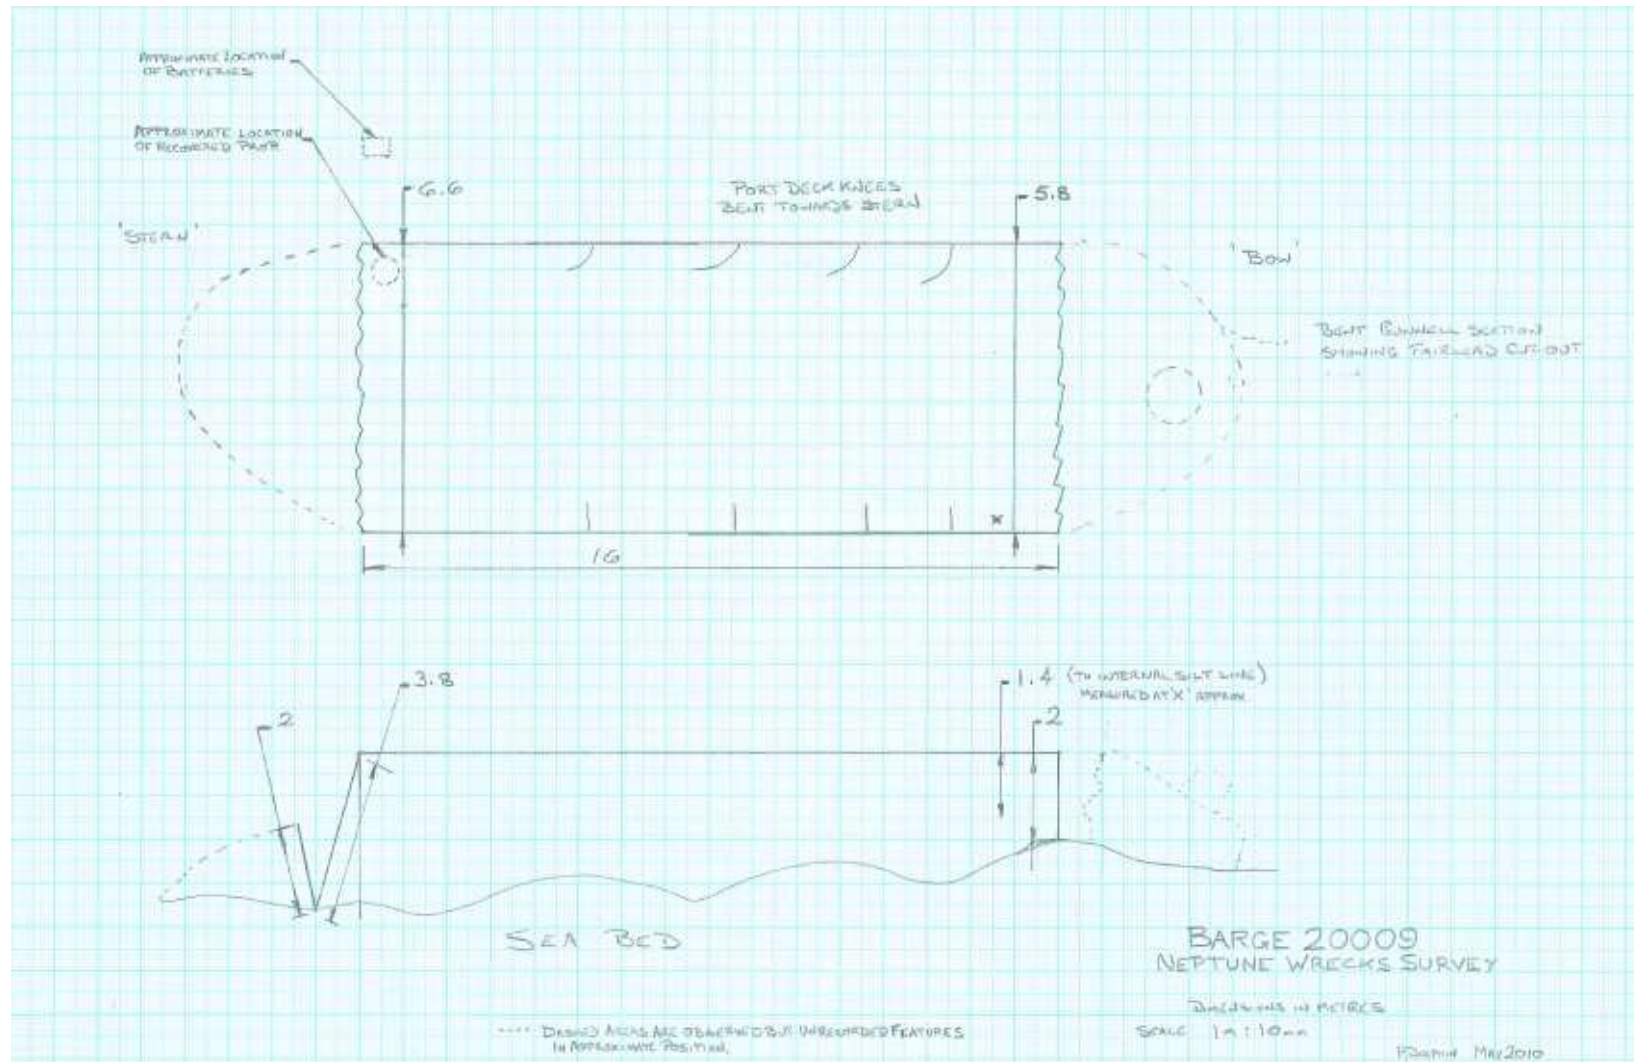 APPROXIMATE LOCATION
OF BATTERIES
APPROXIMATE LOCATION
OF RECOVERED
6.6
PORT DECK KNEES
BENT TOWARDS STERN
5.8
'STERN'
'BOW'
BENT SECTION
SHOWING FAIRLEAD CUT-OUT
x
16
3.8
1.4 (TO INTERNAL SILT LINE)
MEASURED AT 'X' APPROX
2
2
SEA BED
BARGE 20009
NEPTUNE WRECKS SURVEY
DIMENSIONS IN METRES
SCALE 1m:10mm
---- DASHED AREAS ARE OBSERVED BUT UNRECORDED FEATURES
IN APPROXIMATE POSITION.
MAY 2010